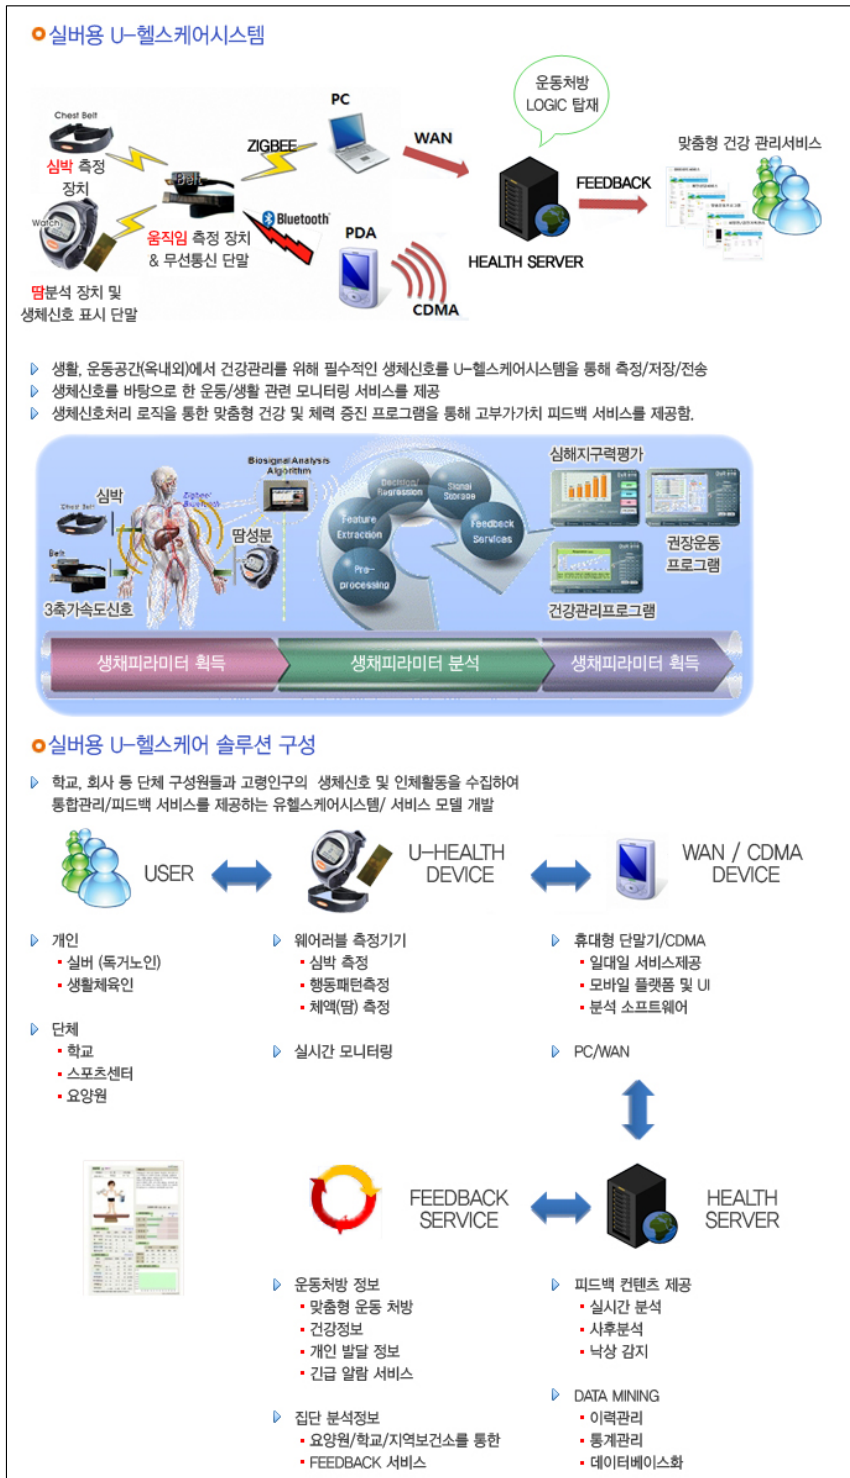 실버용 U-헬스케어시스템
운동처방
LOGIC 탑재
PC
Chest Belt
ZIGBEE
WAN
맞춤형 건강 관리서비스
심박 측정
장치
Belt
FEEDBACK
Watch
Bluetooth
움직임 측정 장치
& 무선통신 단말
PDA
HEALTH SERVER
땀분석 장치 및
생체신호 표시 단말
CDMA
생활, 운동공간(옥내외)에서 건강관리를 위해 필수적인 생체신호를 U-헬스케어시스템을 통해 측정/저장/전송
생체신호를 바탕으로 한 운동/생활 관련 모니터링 서비스를 제공
생체신호처리 로직을 통한 맞춤형 건강 및 체력 증진 프로그램을 통해 고부가가치 피드백 서비스를 제공함.
Biosignal Analysis
Algorithm
심해지구력평가
심박
Chest Belt
Zigbee/
Bluetooth
Decision/
Regression
Signal
Storage
Feature
Extraction
Feedback
Services
땀성분
권장운동
프로그램
Belt
Pre-
processing
3축가속도신호
건강관리프로그램
생채피라미터 획득
생채피라미터 분석
생채피라미터 획득
실버용 U-헬스케어 솔루션 구성
학교, 회사 등 단체 구성원들과 고령인구의 생체신호 및 인체활동을 수집하여
통합관리/피드백 서비스를 제공하는 유헬스케어시스템/ 서비스 모델 개발
USER
U-HEALTH
DEVICE
WAN / CDMA
DEVICE
개인
실버 (독거노인)
생활체육인
단체
학교
스포츠센터
요양원
웨어러블 측정기기
심박 측정
행동패턴측정
체액(땀) 측정
실시간 모니터링
휴대형 단말기/CDMA
일대일 서비스제공
모바일 플랫폼 및 UI
분석 소프트웨어
PC/WAN
FEEDBACK
SERVICE
HEALTH
SERVER
운동처방 정보
맞춤형 운동 처방
건강정보
개인 발달 정보
긴급 알람 서비스
집단 분석정보
요양원/학교/지역보건소를 통한
FEEDBACK 서비스
피드백 컨텐츠 제공
실시간 분석
사후분석
낙상 감지
DATA MINING
이력관리
통계관리
데이터베이스화